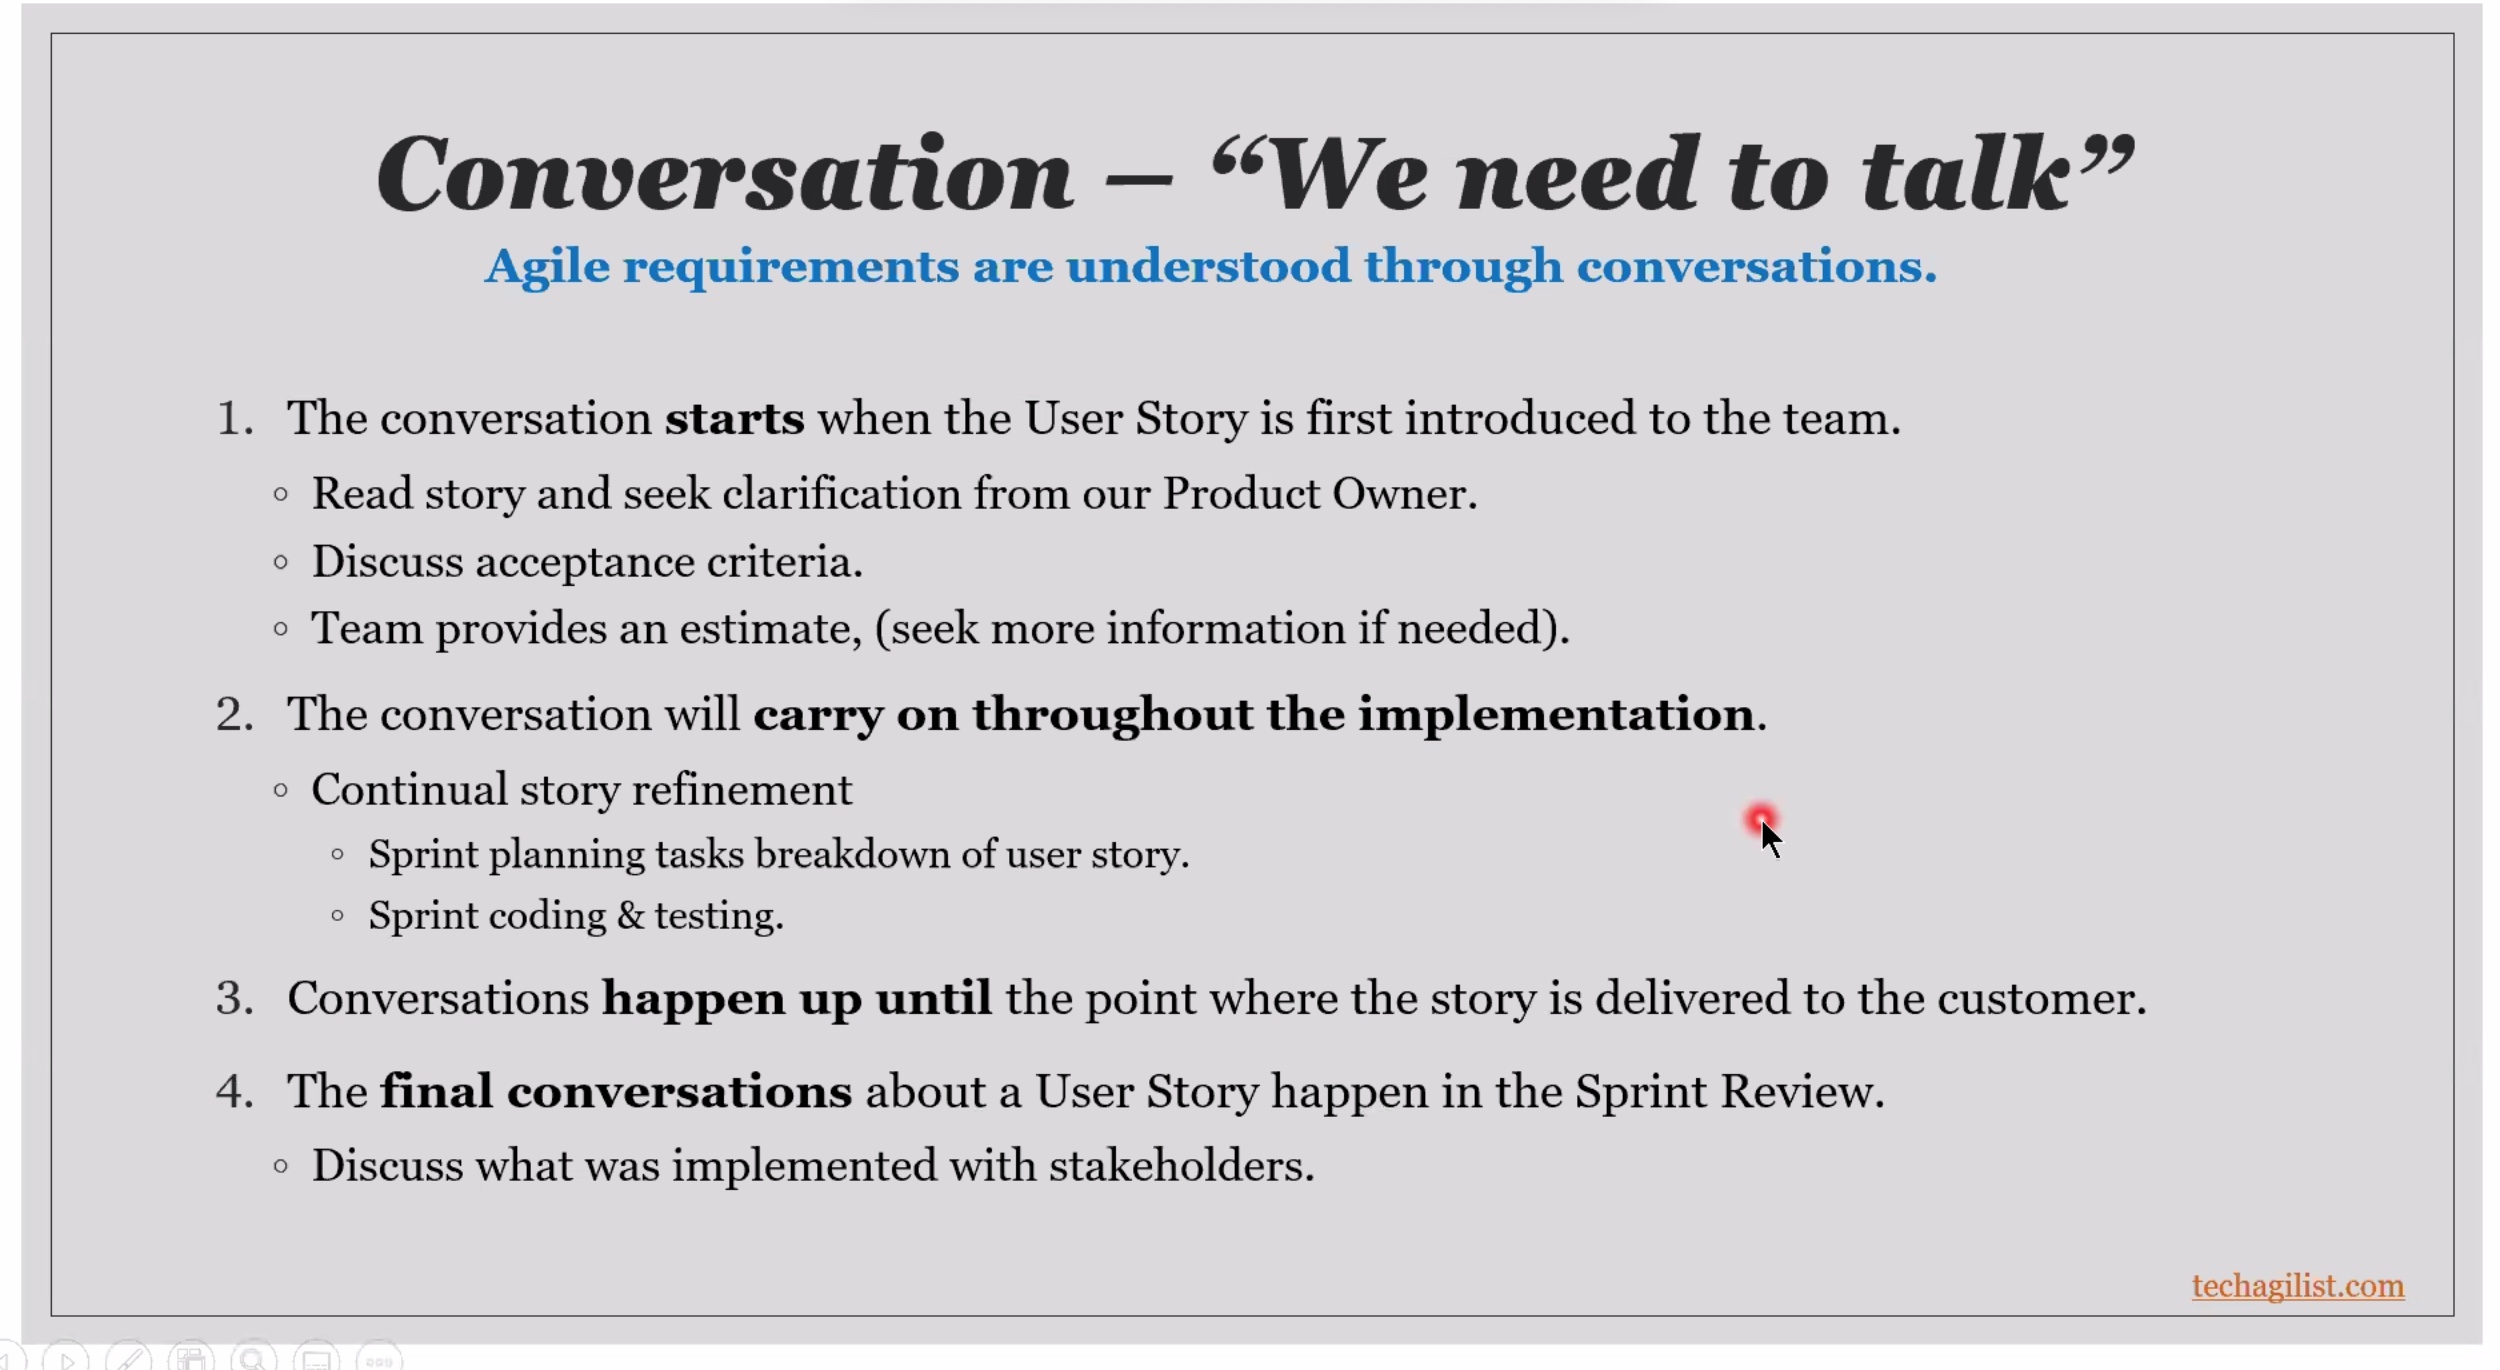 Conversation – “We need to talk”
Agile requirements are understood through conversations.
1. The conversation starts when the User Story is first introduced to the team.
◦ Read story and seek clarification from our Product Owner.
◦ Discuss acceptance criteria.
◦ Team provides an estimate, (seek more information if needed).
2. The conversation will carry on throughout the implementation.
◦ Continual story refinement
◦ Sprint planning tasks breakdown of user story.
◦ Sprint coding & testing.
3. Conversations happen up until the point where the story is delivered to the customer.
4. The final conversations about a User Story happen in the Sprint Review.
◦ Discuss what was implemented with stakeholders.
techagilist.com